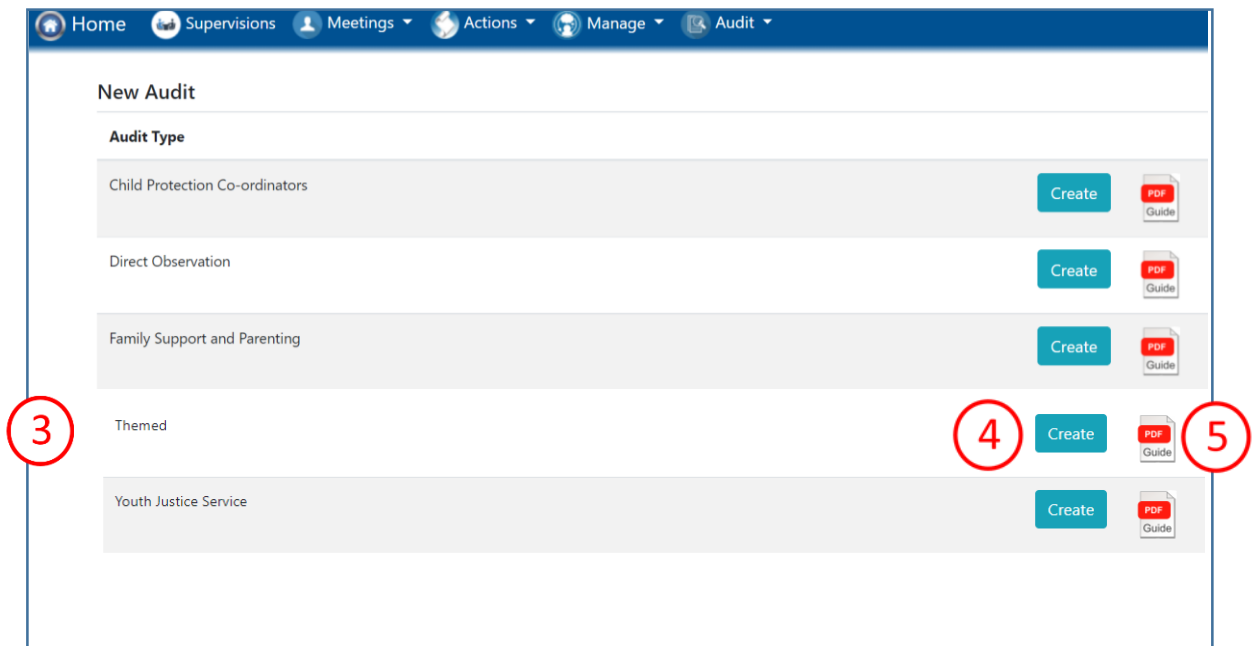 Home Supervisions Meetings Actions Manage Audit
New Audit
Audit Type
Child Protection Co-ordinators Create PDF Guide
Direct Observation Create PDF Guide
Family Support and Parenting Create PDF Guide
3 Themed 4 Create PDF Guide 5
Youth Justice Service Create PDF Guide